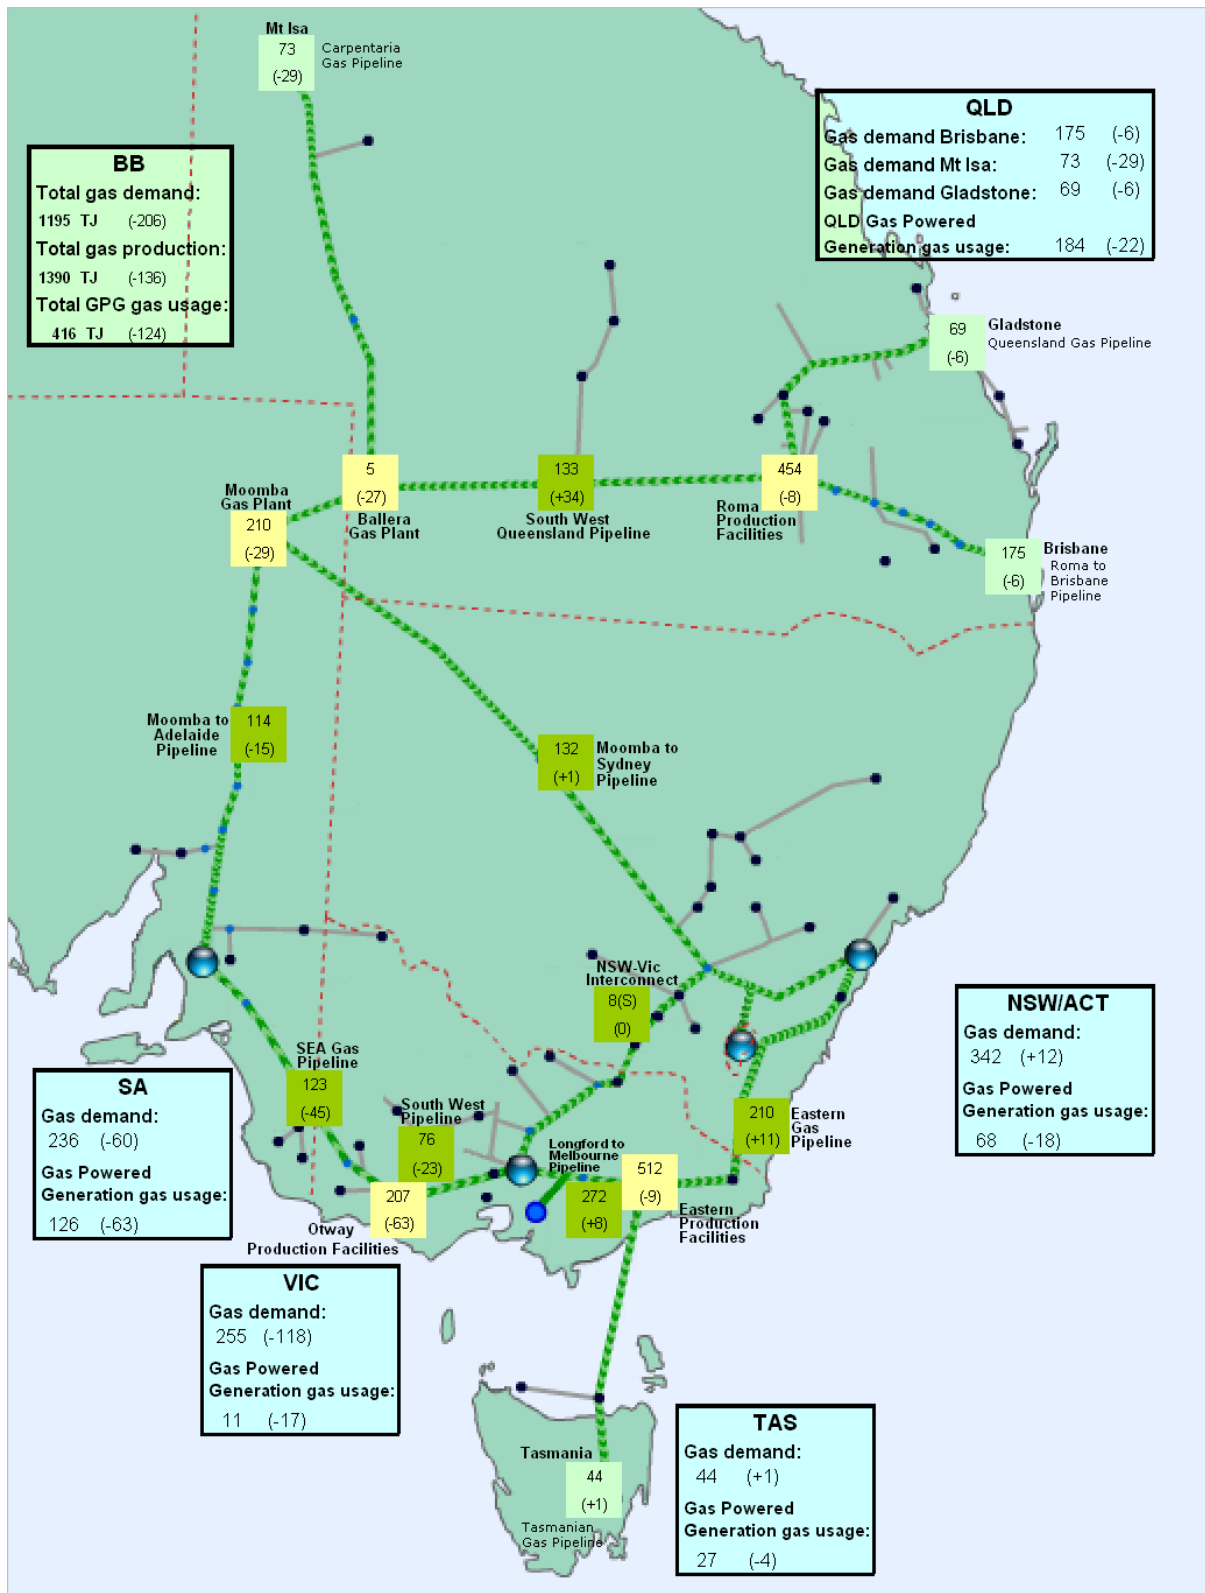 Mt Isa
73
(-29)
Carpentaria
Gas Pipeline
BB
Total gas demand:
1195 TJ (-206)
Total gas production:
1390 TJ (-136)
Total GPG gas usage:
416 TJ (-124)
QLD
Gas demand Brisbane: 175 (-6)
Gas demand Mt Isa: 73 (-29)
Gas demand Gladstone: 69 (-6)
QLD Gas Powered
Generation gas usage: 184 (-22)
69
(-6)
Gladstone
Queensland Gas Pipeline
5
(-27)
Ballera
Gas Plant
133
(+34)
South West
Queensland Pipeline
454
(-8)
Roma
Production
Facilities
Moomba
Gas Plant
210
(-29)
175
(-6)
Brisbane
Roma to
Brisbane
Pipeline
Moomba to
Adelaide
Pipeline
114
(-15)
132
(+1)
Moomba to
Sydney
Pipeline
NSW-Vic
Interconnect
8(S)
(0)
NSW/ACT
Gas demand:
342 (+12)
Gas Powered
Generation gas usage:
68 (-18)
SEA Gas
Pipeline
123
(-45)
SA
Gas demand:
236 (-60)
Gas Powered
Generation gas usage:
126 (-63)
South West
Pipeline
76
(-23)
Longford to
Melbourne
Pipeline
272
(+8)
210
(+11)
Eastern
Gas
Pipeline
512
(-9)
Eastern
Production
Facilities
207
(-63)
Otway
Production Facilities
VIC
Gas demand:
255 (-118)
Gas Powered
Generation gas usage:
11 (-17)
Tasmania
44
(+1)
Tasmanian
Gas Pipeline
TAS
Gas demand:
44 (+1)
Gas Powered
Generation gas usage:
27 (-4)